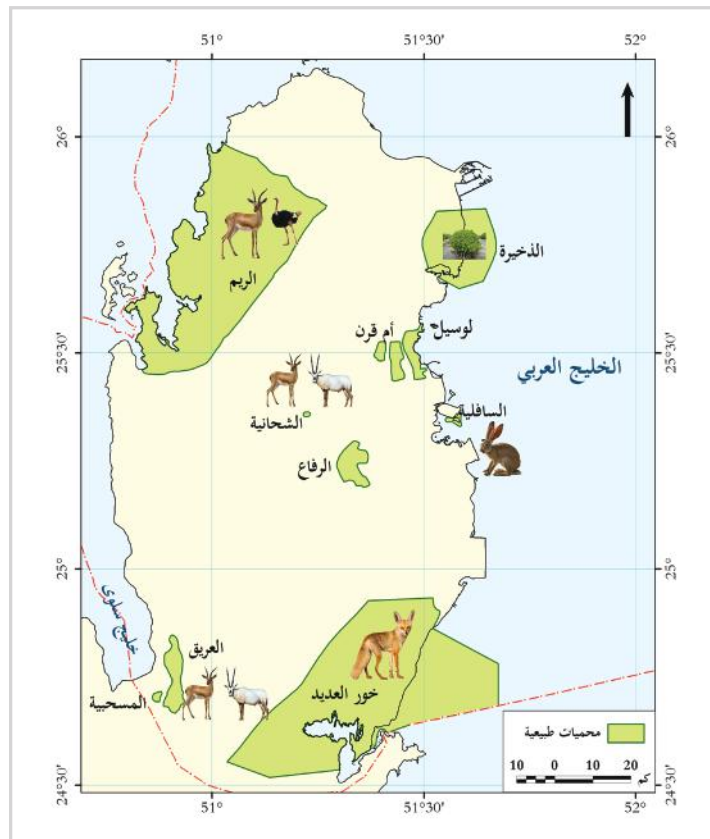 51°
51°30'
52°
26°
26°
الذخيرة
الريم
لوسيل
أم قرن
25°30'
25°30'
الخليج العربي
السافلية
الشحانية
الرفاع
25°
25°
خليج سلوى
العريق
المسحبية
خور العديد
محميات طبيعية
10 0 10 20 كم
24°30'
24°30'
51°
51°30'
52°